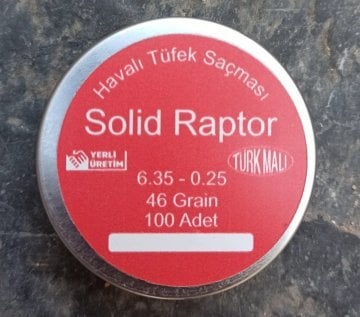 Havalı Tüfek Saçması
Solid Raptor
YERLİ
ÜRETİM
TÜRK MALI
6.35 - 0.25
46 Grain
100 Adet